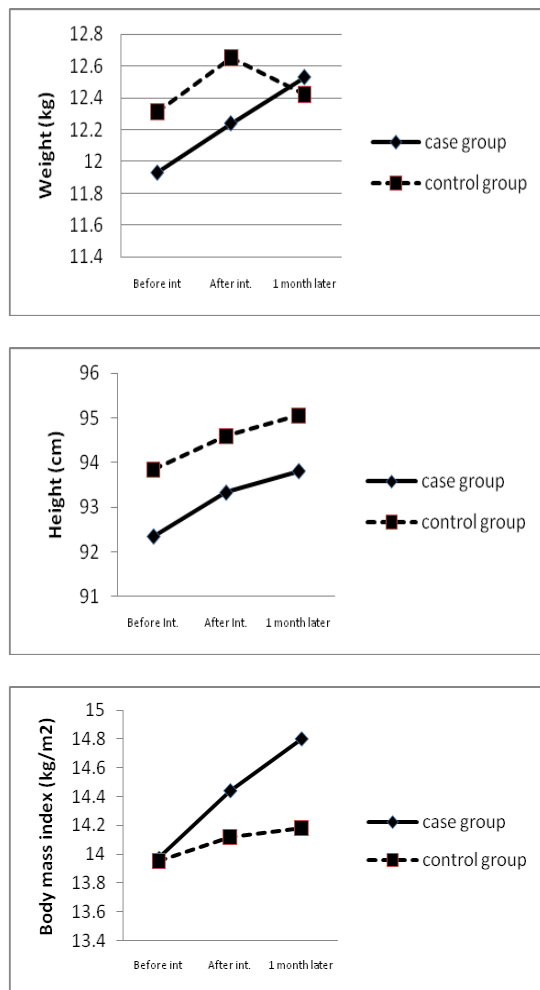 Weight (kg)
12.8
12.6
12.4
12.2
12
11.8
11.6
11.4
Before int
After int.
1 month later
case group
control group
Height (cm)
96
95
94
93
92
91
Before Int.
After Int.
1 month later
case group
control group
Body mass index (kg/m2)
15
14.8
14.6
14.4
14.2
14
13.8
13.6
13.4
Before int
After int.
1 month later
case group
control group